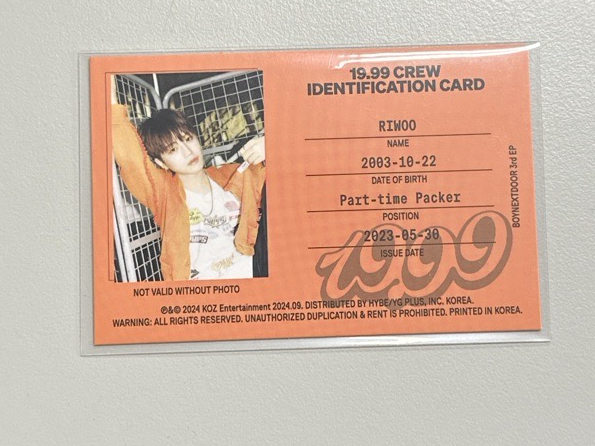 19.99 CREW
IDENTIFICATION CARD
RIWOO
NAME
2003-10-22
DATE OF BIRTH
Part-time Packer
POSITION
2023-05-30
ISSUE DATE
1999
BOYNEXTDOOR 3rd EP
NOT VALID WITHOUT PHOTO
℗&© 2024 KOZ Entertainment 2024.09. DISTRIBUTED BY HYBE/YG PLUS, INC. KOREA.
WARNING: ALL RIGHTS RESERVED. UNAUTHORIZED DUPLICATION & RENT IS PROHIBITED. PRINTED IN KOREA.